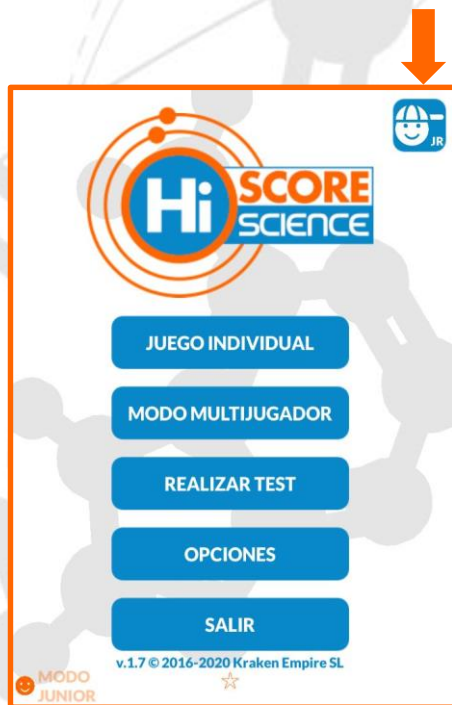 JR
Hi SCORE
SCIENCE
JUEGO INDIVIDUAL
MODO MULTIJUGADOR
REALIZAR TEST
OPCIONES
SALIR
v.1.7 © 2016-2020 Kraken Empire SL
MODO
JUNIOR